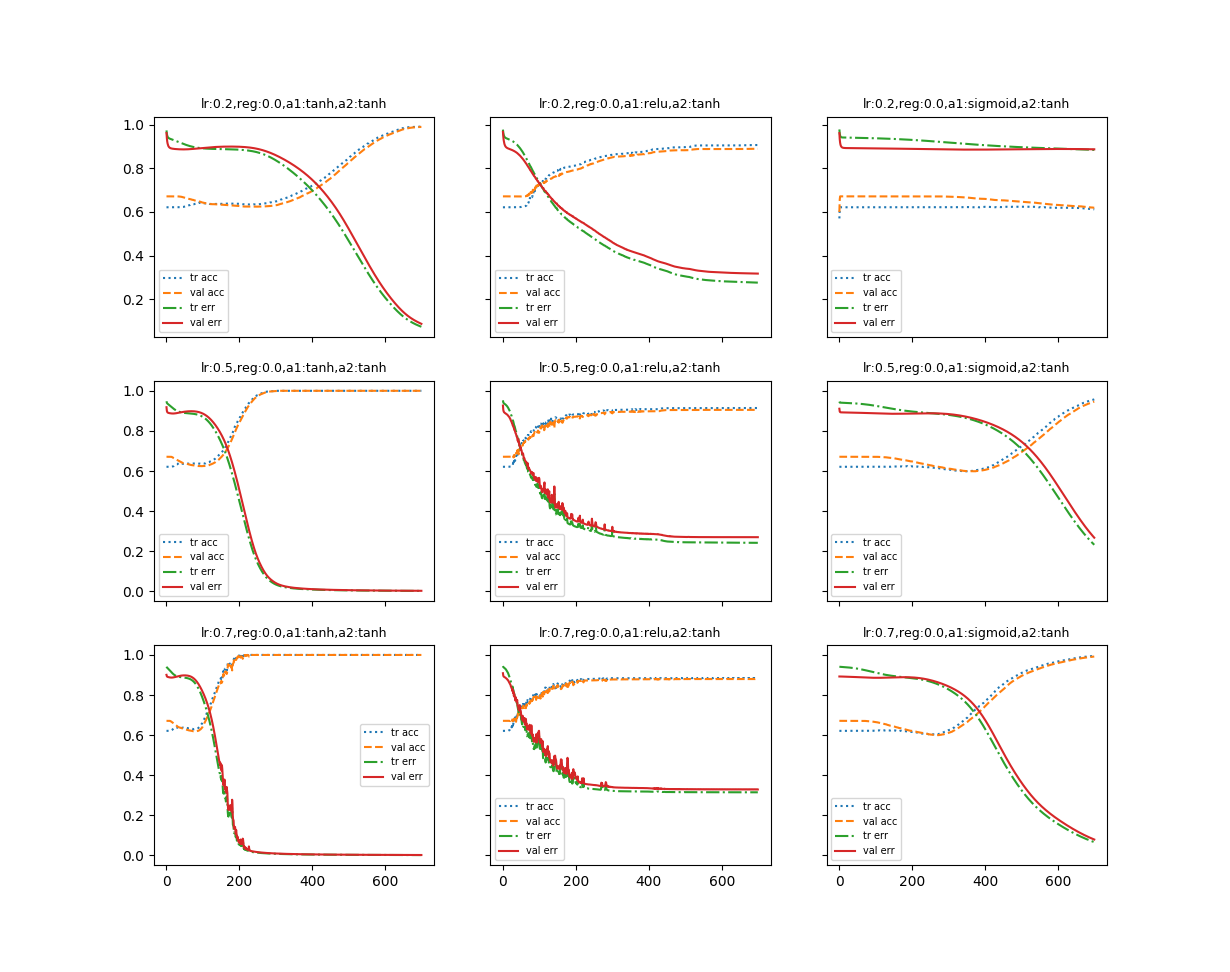 lr:0.2,reg:0.0,a1:tanh,a2:tanh
1.0
0.8
0.6
0.4
0.2
tr acc
val acc
tr err
val err
lr:0.2,reg:0.0,a1:relu,a2:tanh
tr acc
val acc
tr err
val err
lr:0.2,reg:0.0,a1:sigmoid,a2:tanh
tr acc
val acc
tr err
val err
lr:0.5,reg:0.0,a1:tanh,a2:tanh
1.0
0.8
0.6
0.4
0.2
0.0
tr acc
val acc
tr err
val err
lr:0.5,reg:0.0,a1:relu,a2:tanh
tr acc
val acc
tr err
val err
lr:0.5,reg:0.0,a1:sigmoid,a2:tanh
tr acc
val acc
tr err
val err
lr:0.7,reg:0.0,a1:tanh,a2:tanh
1.0
0.8
0.6
0.4
0.2
0.0
tr acc
val acc
tr err
val err
0 200 400 600
lr:0.7,reg:0.0,a1:relu,a2:tanh
tr acc
val acc
tr err
val err
0 200 400 600
lr:0.7,reg:0.0,a1:sigmoid,a2:tanh
tr acc
val acc
tr err
val err
0 200 400 600